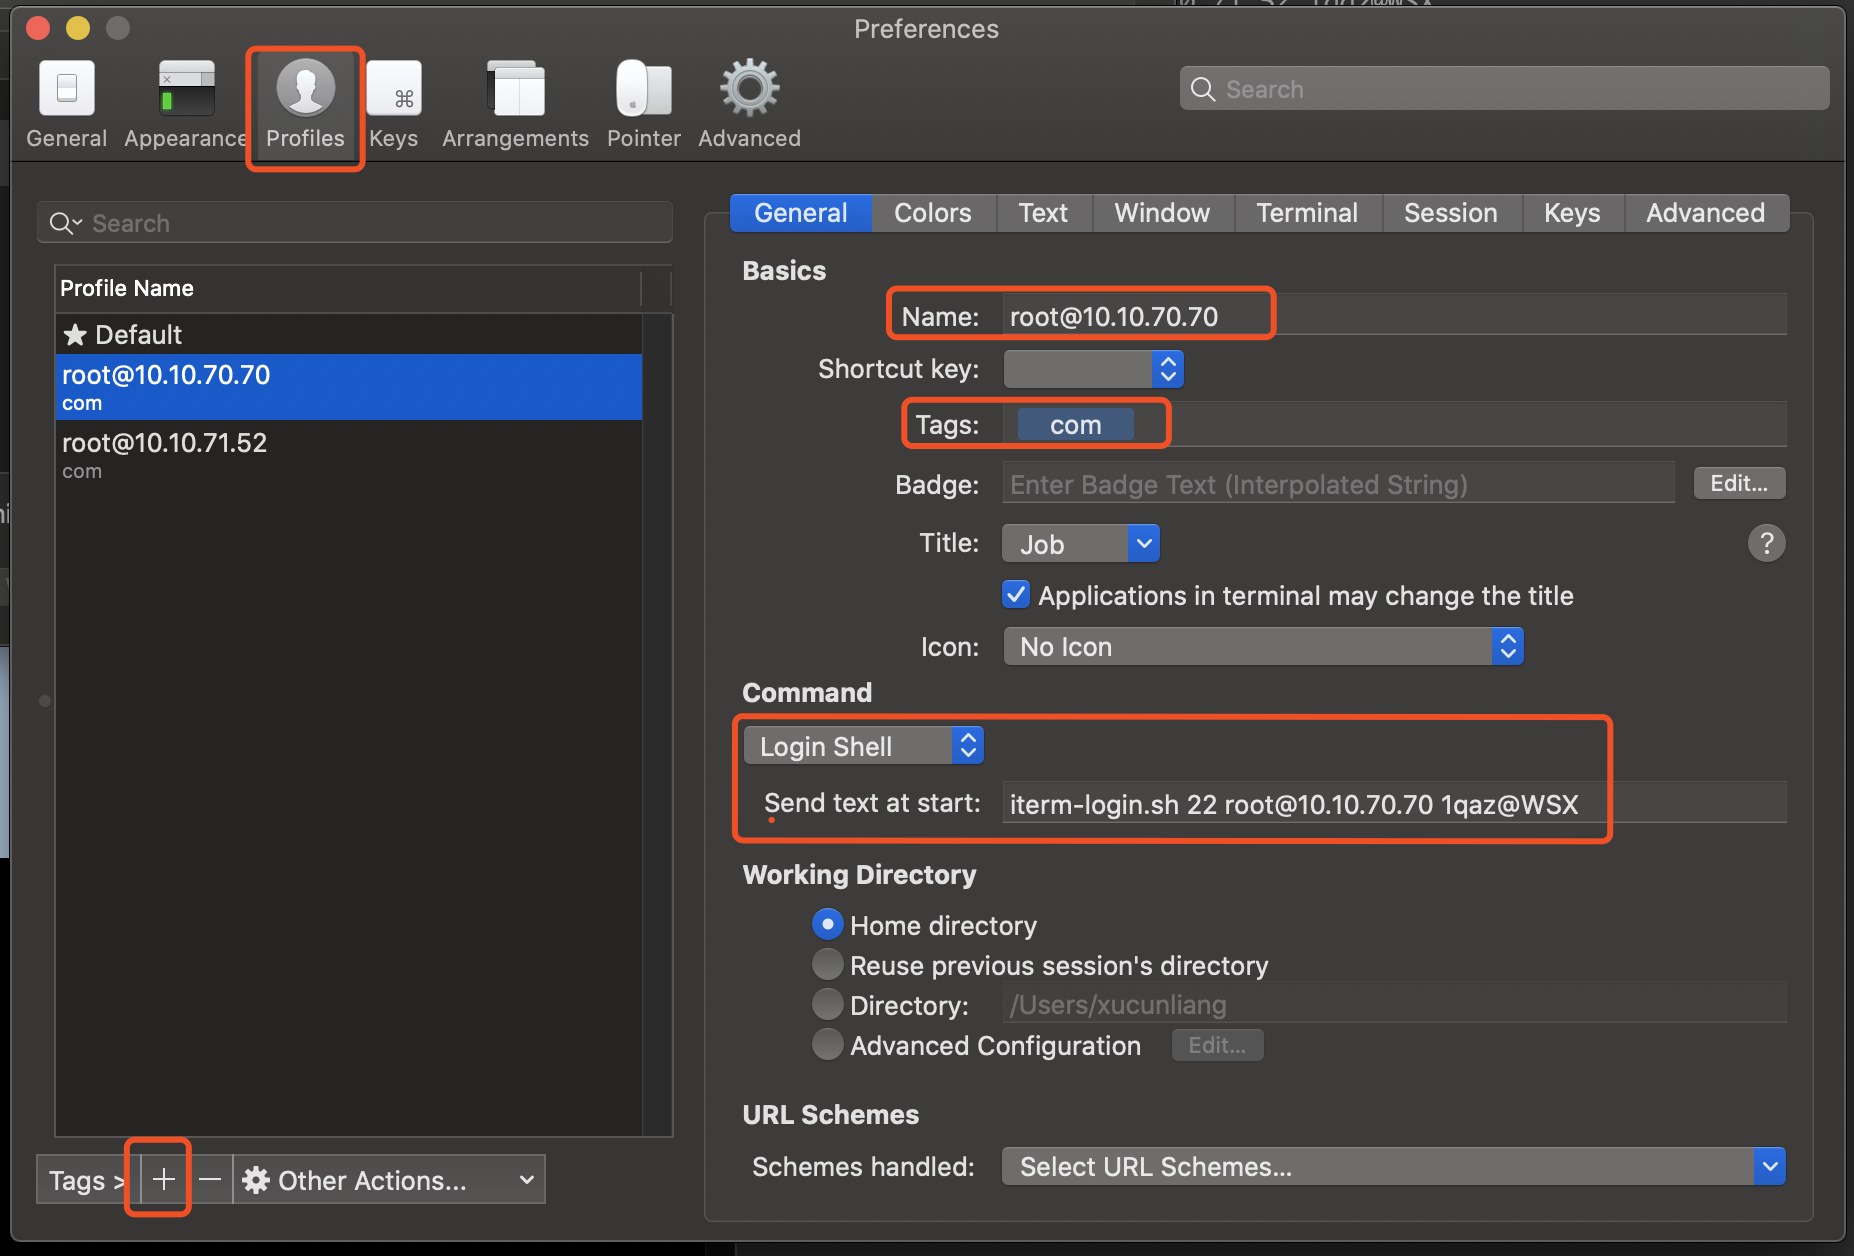 Preferences
General Appearance Profiles Keys Arrangements Pointer Advanced
Search
Search
Profile Name
Default
root@10.10.70.70
com
root@10.10.71.52
com
Tags >
Other Actions...
General Colors Text Window Terminal Session Keys Advanced
Basics
Name: root@10.10.70.70
Shortcut key:
Tags: com
Badge: Enter Badge Text (Interpolated String) Edit...
Title: Job ?
Applications in terminal may change the title
Icon: No Icon
Command
Login Shell
Send text at start: iterm-login.sh 22 root@10.10.70.70 1qaz@WSX
Working Directory
Home directory
Reuse previous session's directory
Directory: /Users/xucunliang
Advanced Configuration Edit...
URL Schemes
Schemes handled: Select URL Schemes...